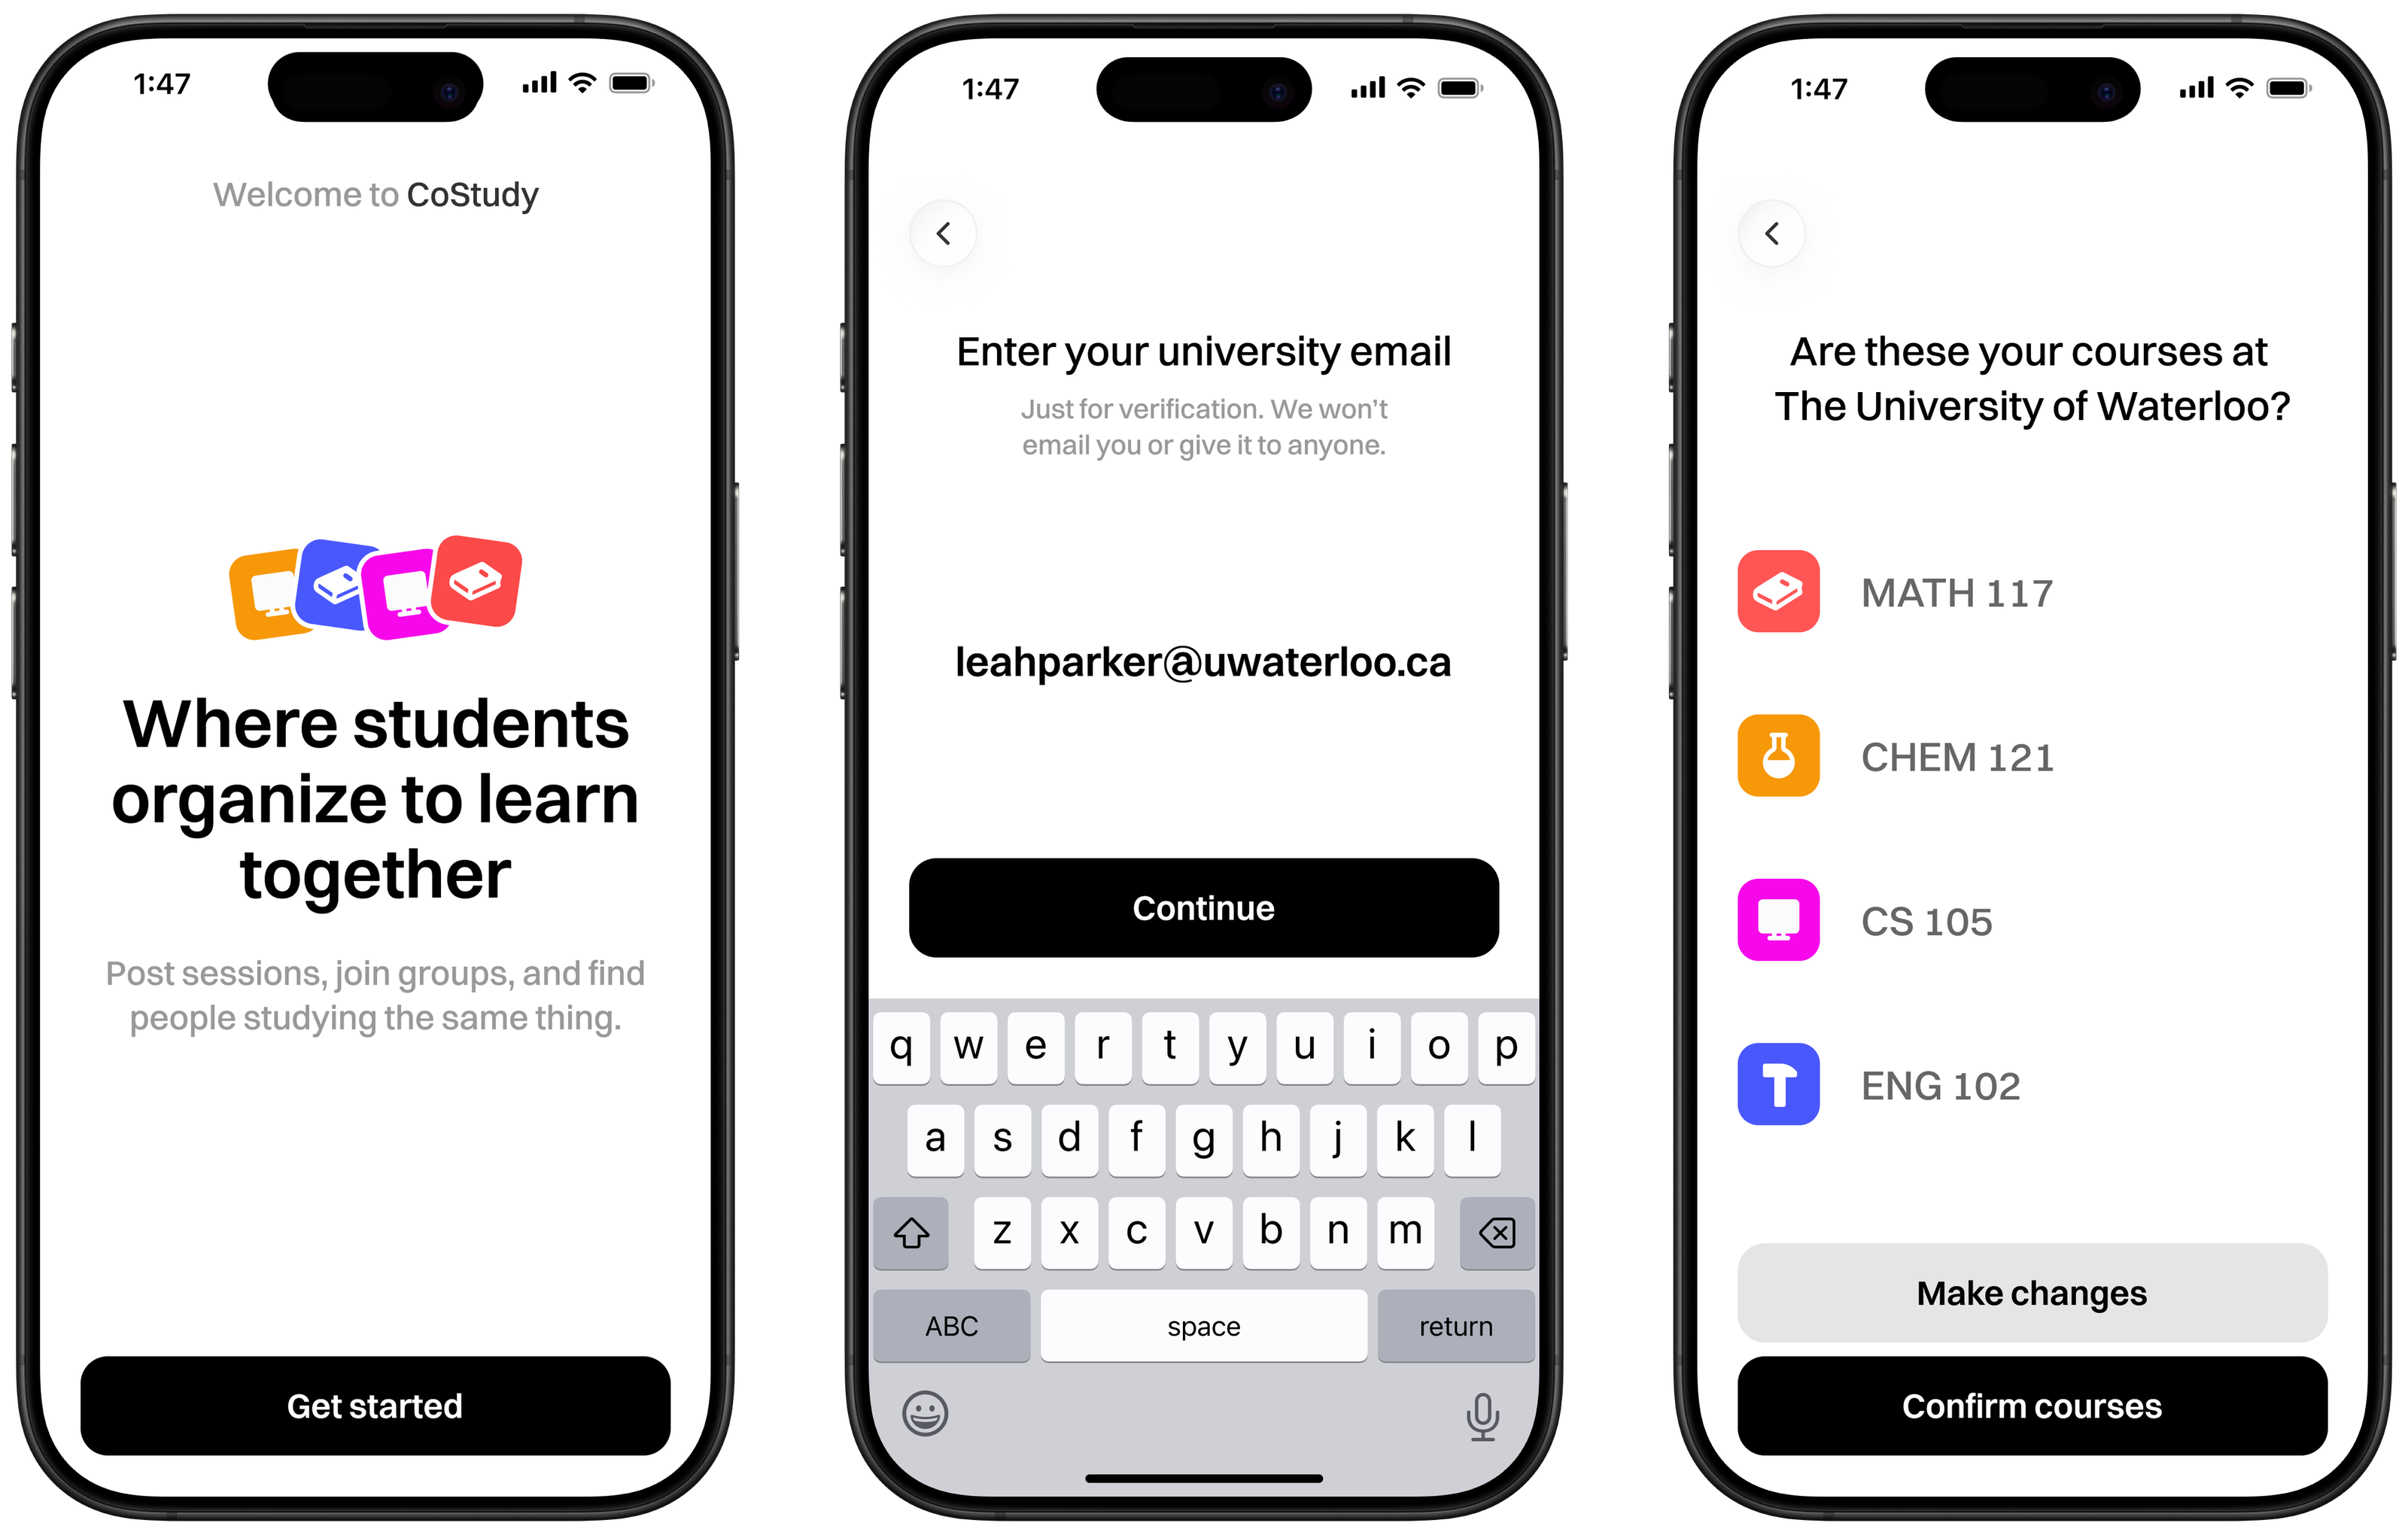 1:47
Welcome to CoStudy
Where students
organize to learn
together
Post sessions, join groups, and find
people studying the same thing.
Get started
1:47
Enter your university email
Just for verification. We won't
email you or give it to anyone.
leahparker@uwaterloo.ca
Continue
q w e r t y u i o p
a s d f g h j k l
z x c v b n m
ABC space return
1:47
Are these your courses at
The University of Waterloo?
MATH 117
CHEM 121
CS 105
ENG 102
Make changes
Confirm courses